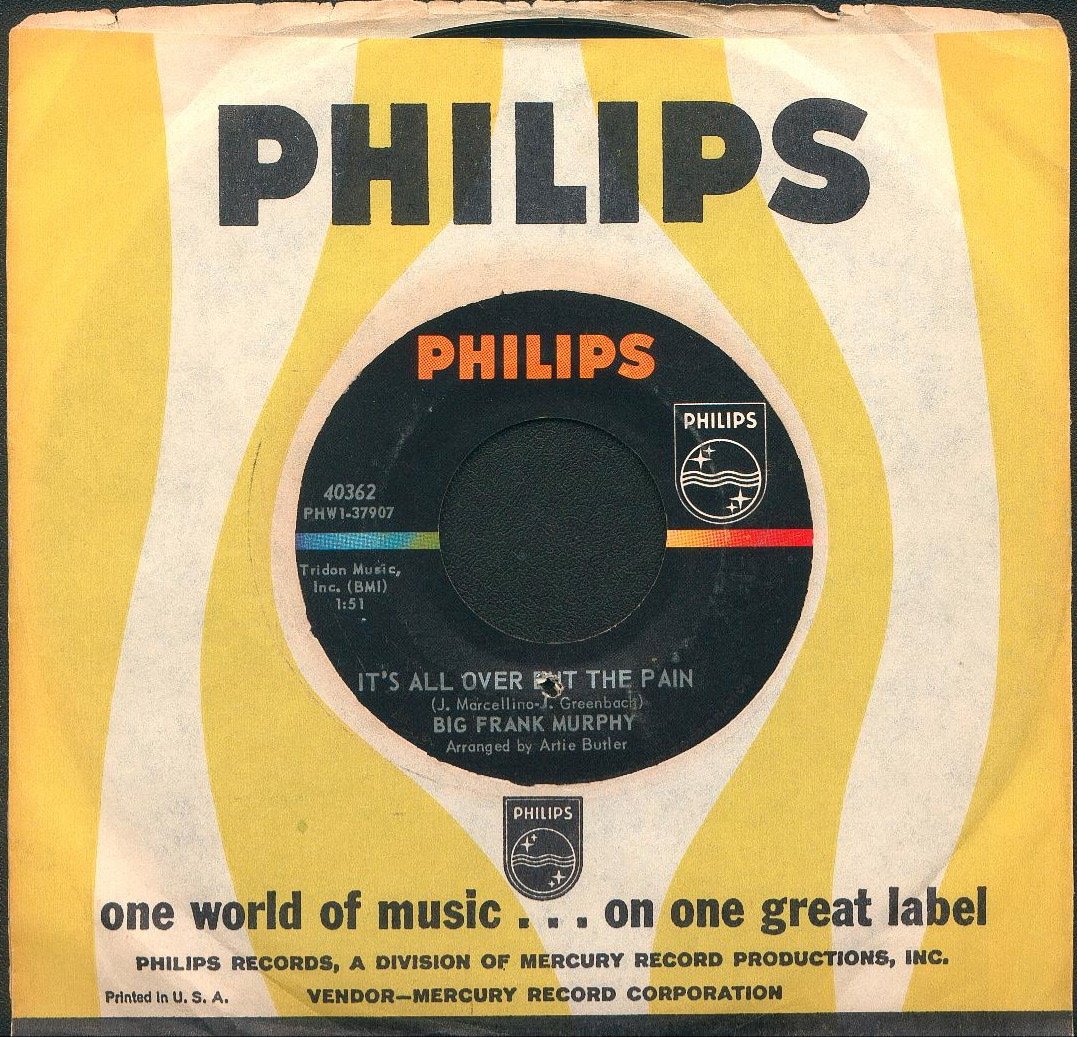 PHILIPS
PHILIPS
PHILIPS
40362
PHW1-37907
Tridon Music,
Inc. (BMI)
1:51
IT'S ALL OVER BUT THE PAIN
(J. Marcellino-J. Greenbach)
BIG FRANK MURPHY
Arranged by Artie Butler
PHILIPS
one world of music . . . on one great label
PHILIPS RECORDS, A DIVISION OF MERCURY RECORD PRODUCTIONS, INC.
Printed in U. S. A.
VENDOR—MERCURY RECORD CORPORATION